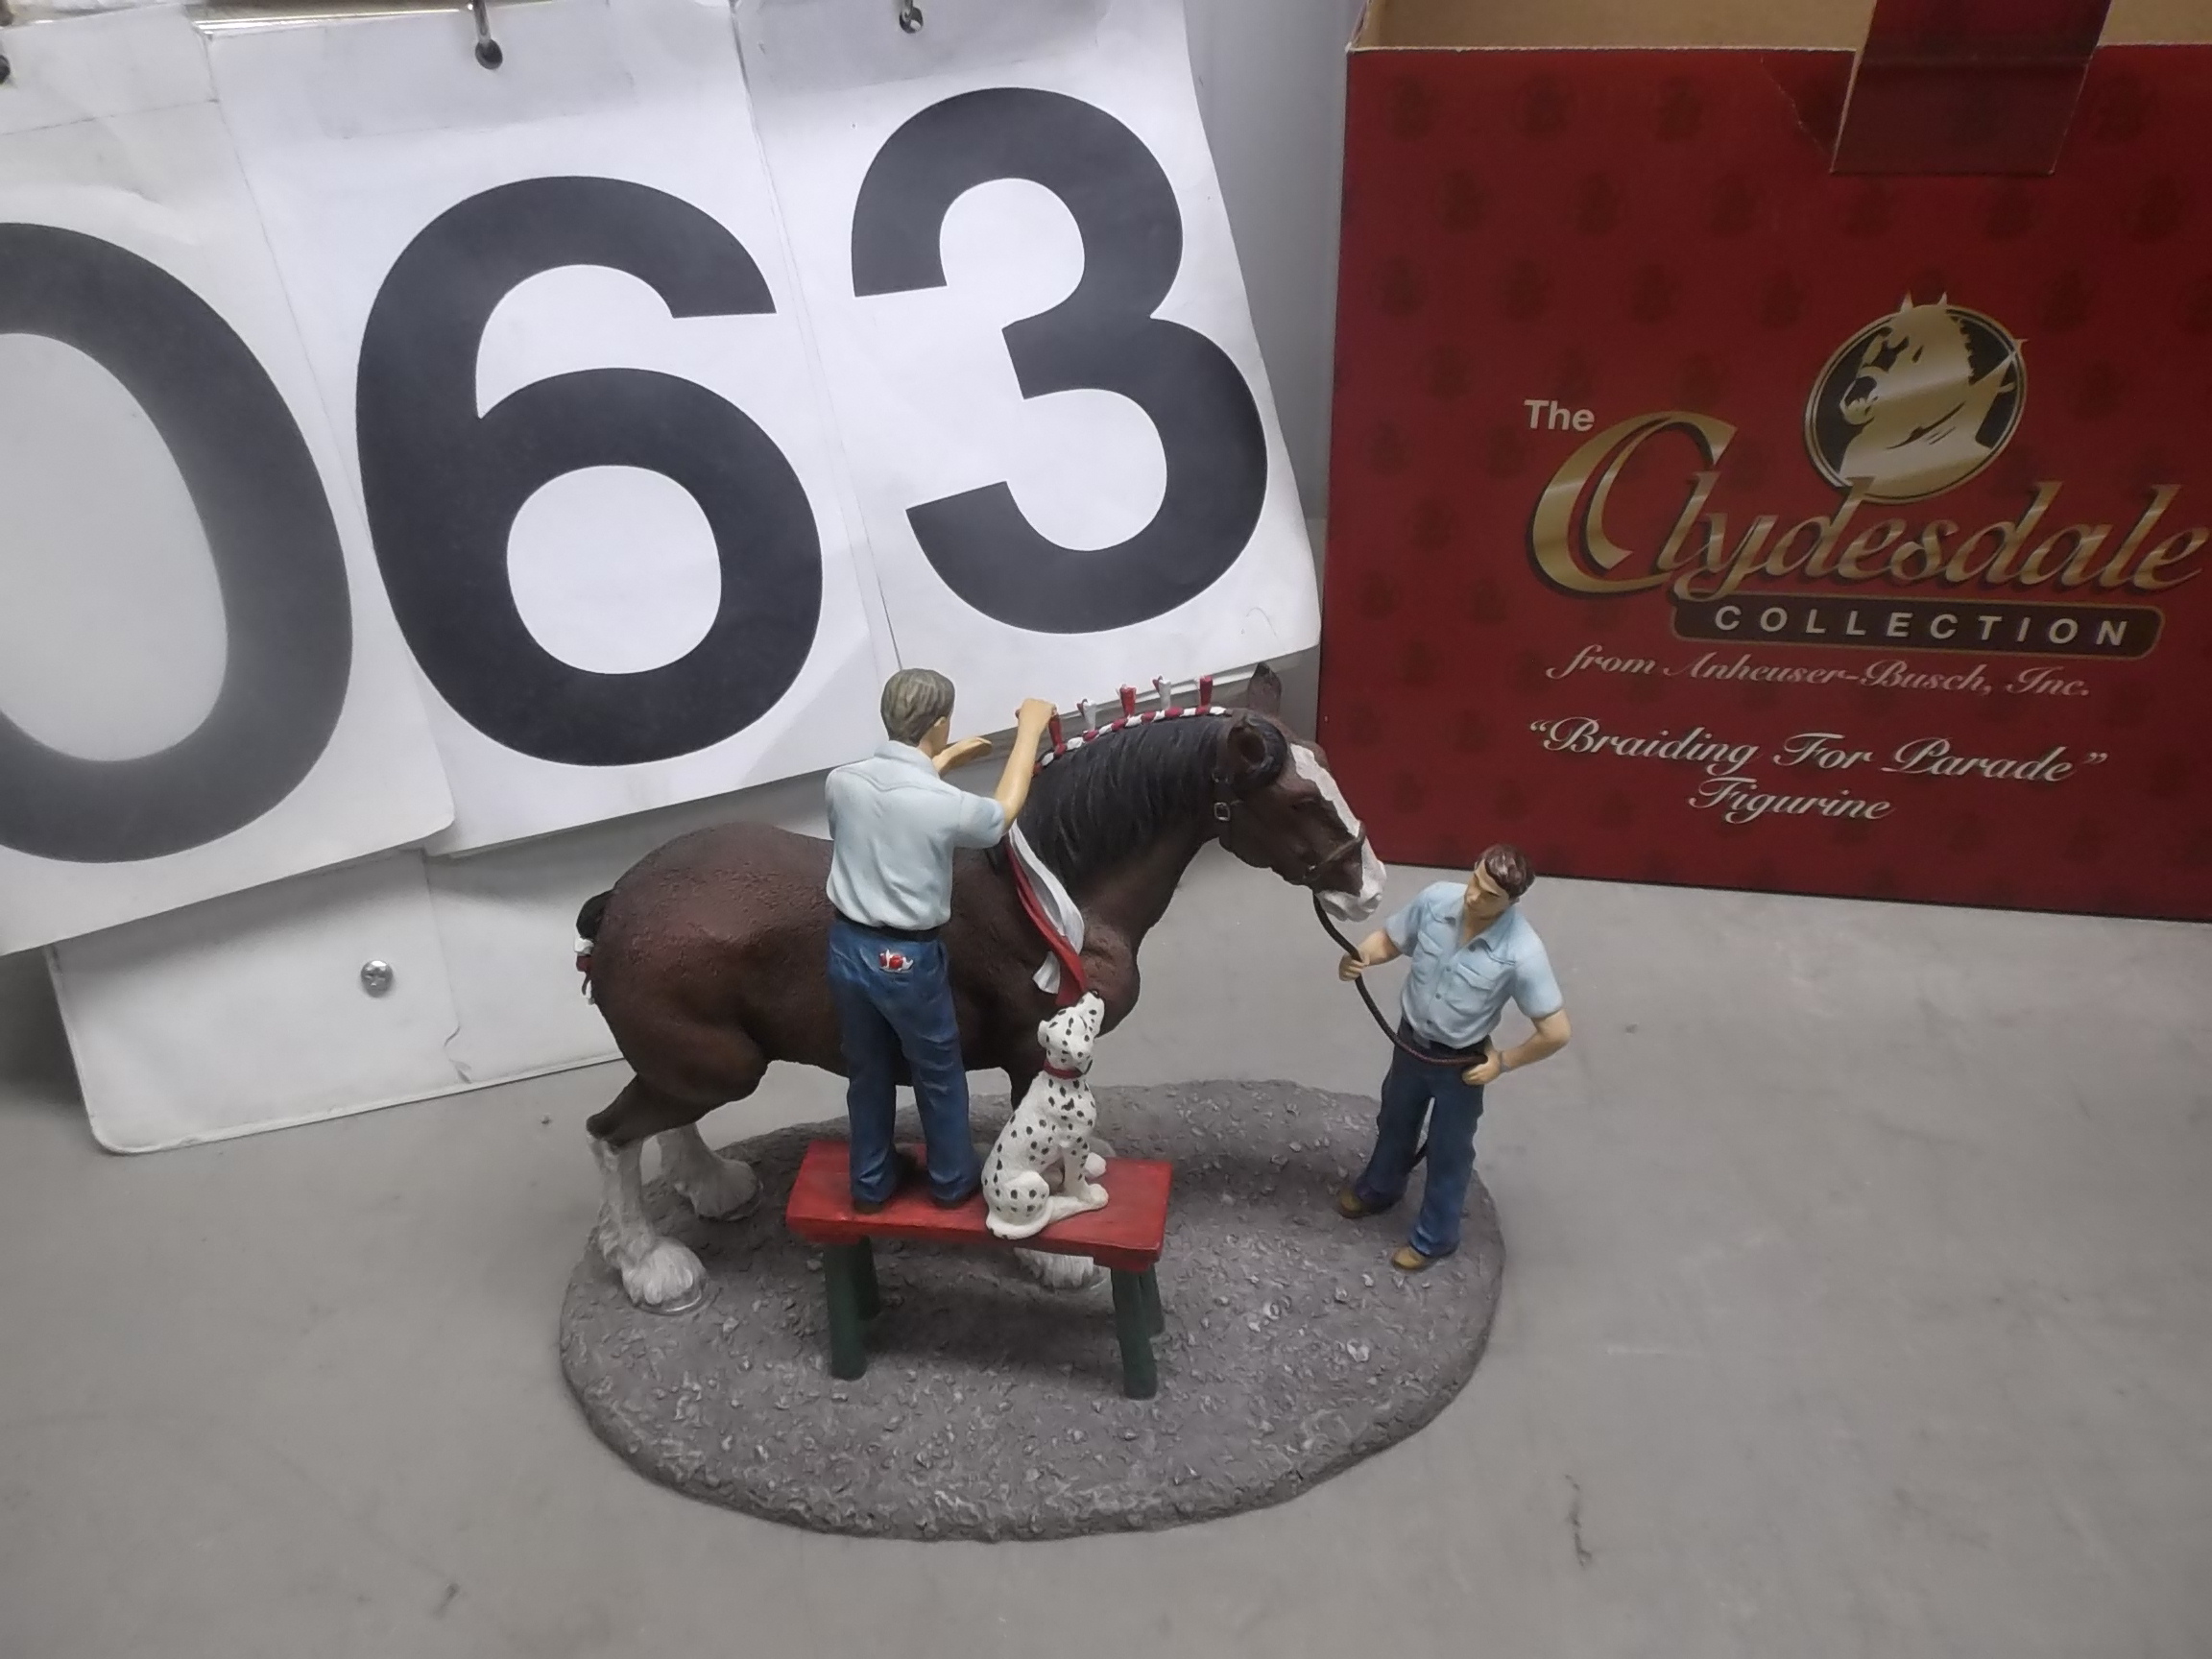 063
The
Clydesdale
COLLECTION
from Anheuser-Busch, Inc.
"Braiding For Parade"
Figurine